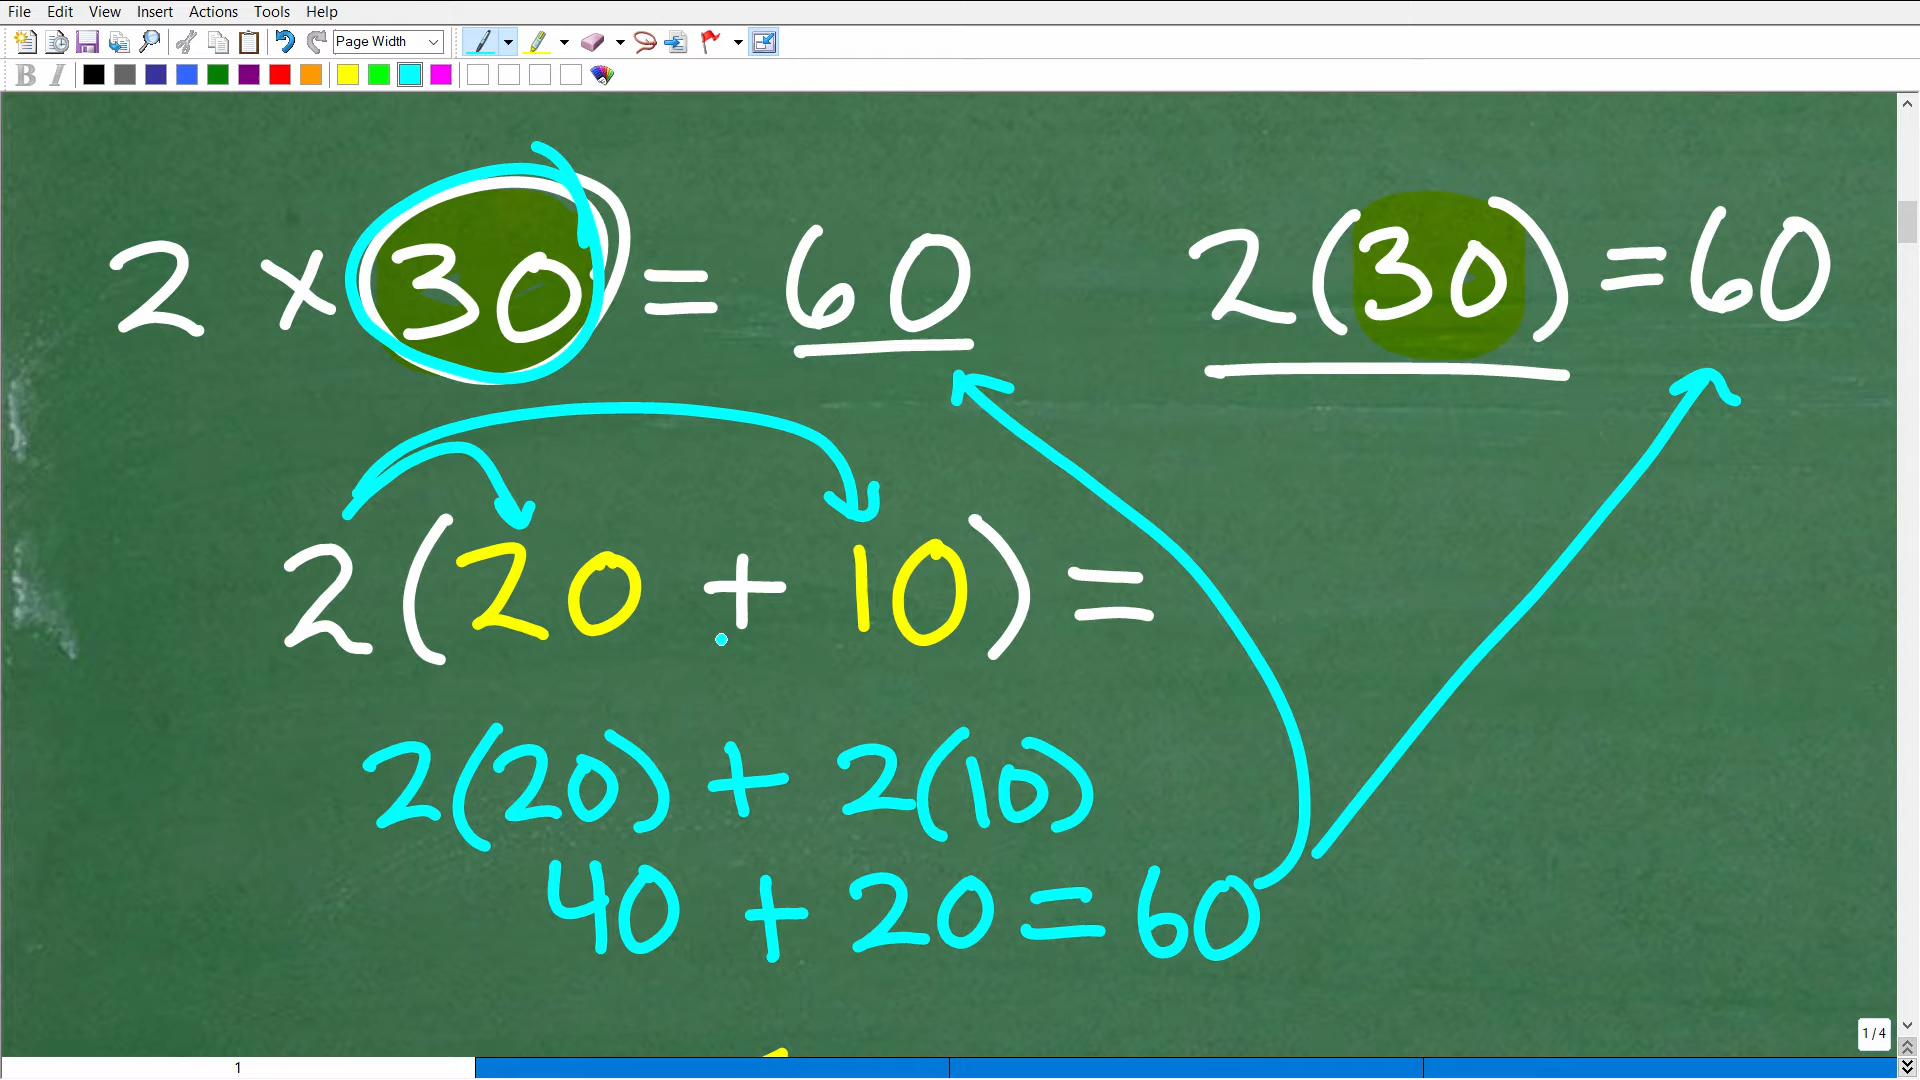 File Edit View Insert Actions Tools Help
Page Width
B I
2 × (30) = 60
2(30) = 60
2(20 + 10) =
2(20) + 2(10)
40 + 20 = 60
1 / 4
1